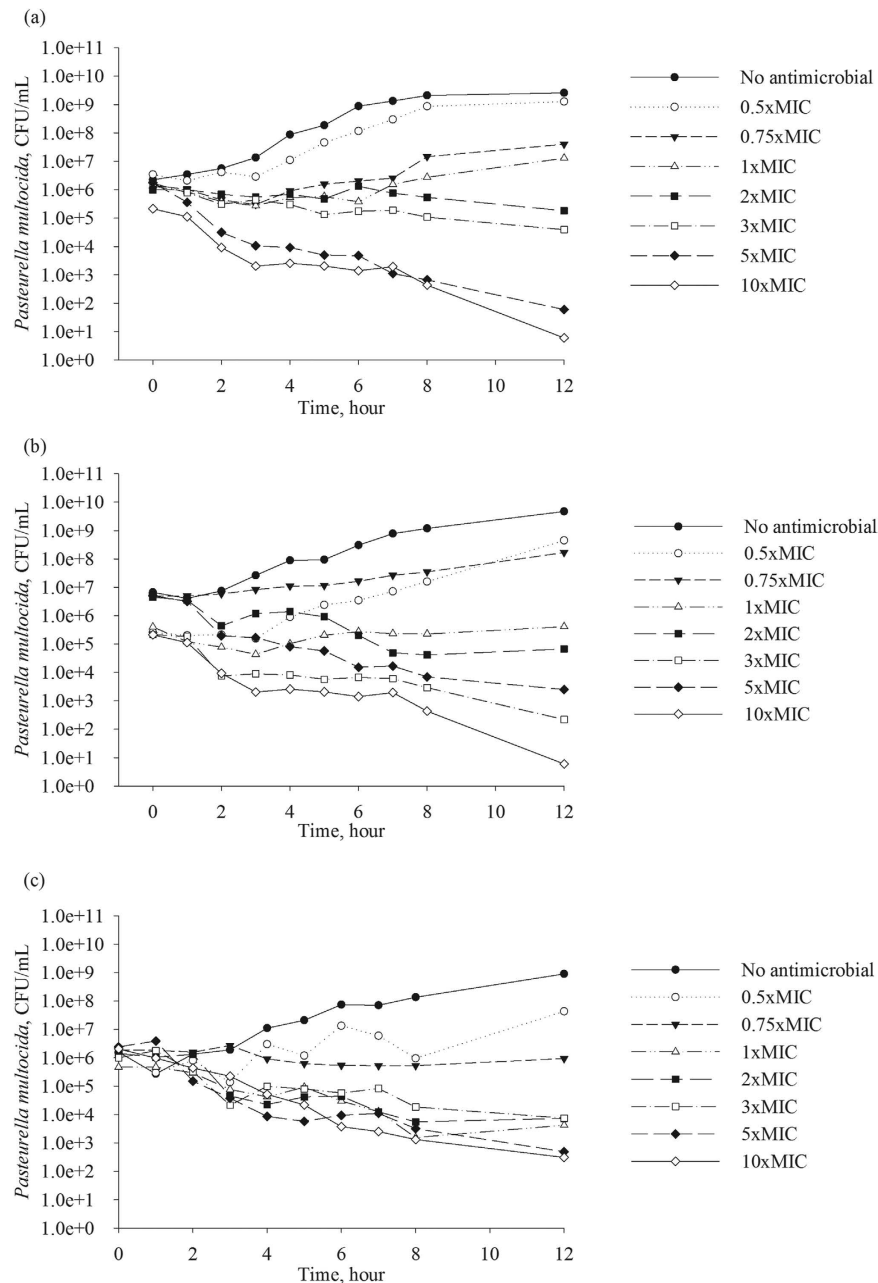 (a)
1.0e+11
1.0e+10
1.0e+9
1.0e+8
1.0e+7
1.0e+6
1.0e+5
1.0e+4
1.0e+3
1.0e+2
1.0e+1
1.0e+0
Pasteurella multocida, CFU/mL
0 2 4 6 8 10 12
Time, hour
No antimicrobial
0.5xMIC
0.75xMIC
1xMIC
2xMIC
3xMIC
5xMIC
10xMIC
(b)
1.0e+11
1.0e+10
1.0e+9
1.0e+8
1.0e+7
1.0e+6
1.0e+5
1.0e+4
1.0e+3
1.0e+2
1.0e+1
1.0e+0
Pasteurella multocida, CFU/mL
0 2 4 6 8 10 12
Time, hour
No antimicrobial
0.5xMIC
0.75xMIC
1xMIC
2xMIC
3xMIC
5xMIC
10xMIC
(c)
1.0e+11
1.0e+10
1.0e+9
1.0e+8
1.0e+7
1.0e+6
1.0e+5
1.0e+4
1.0e+3
1.0e+2
1.0e+1
1.0e+0
Pasteurella multocida, CFU/mL
0 2 4 6 8 10 12
Time, hour
No antimicrobial
0.5xMIC
0.75xMIC
1xMIC
2xMIC
3xMIC
5xMIC
10xMIC